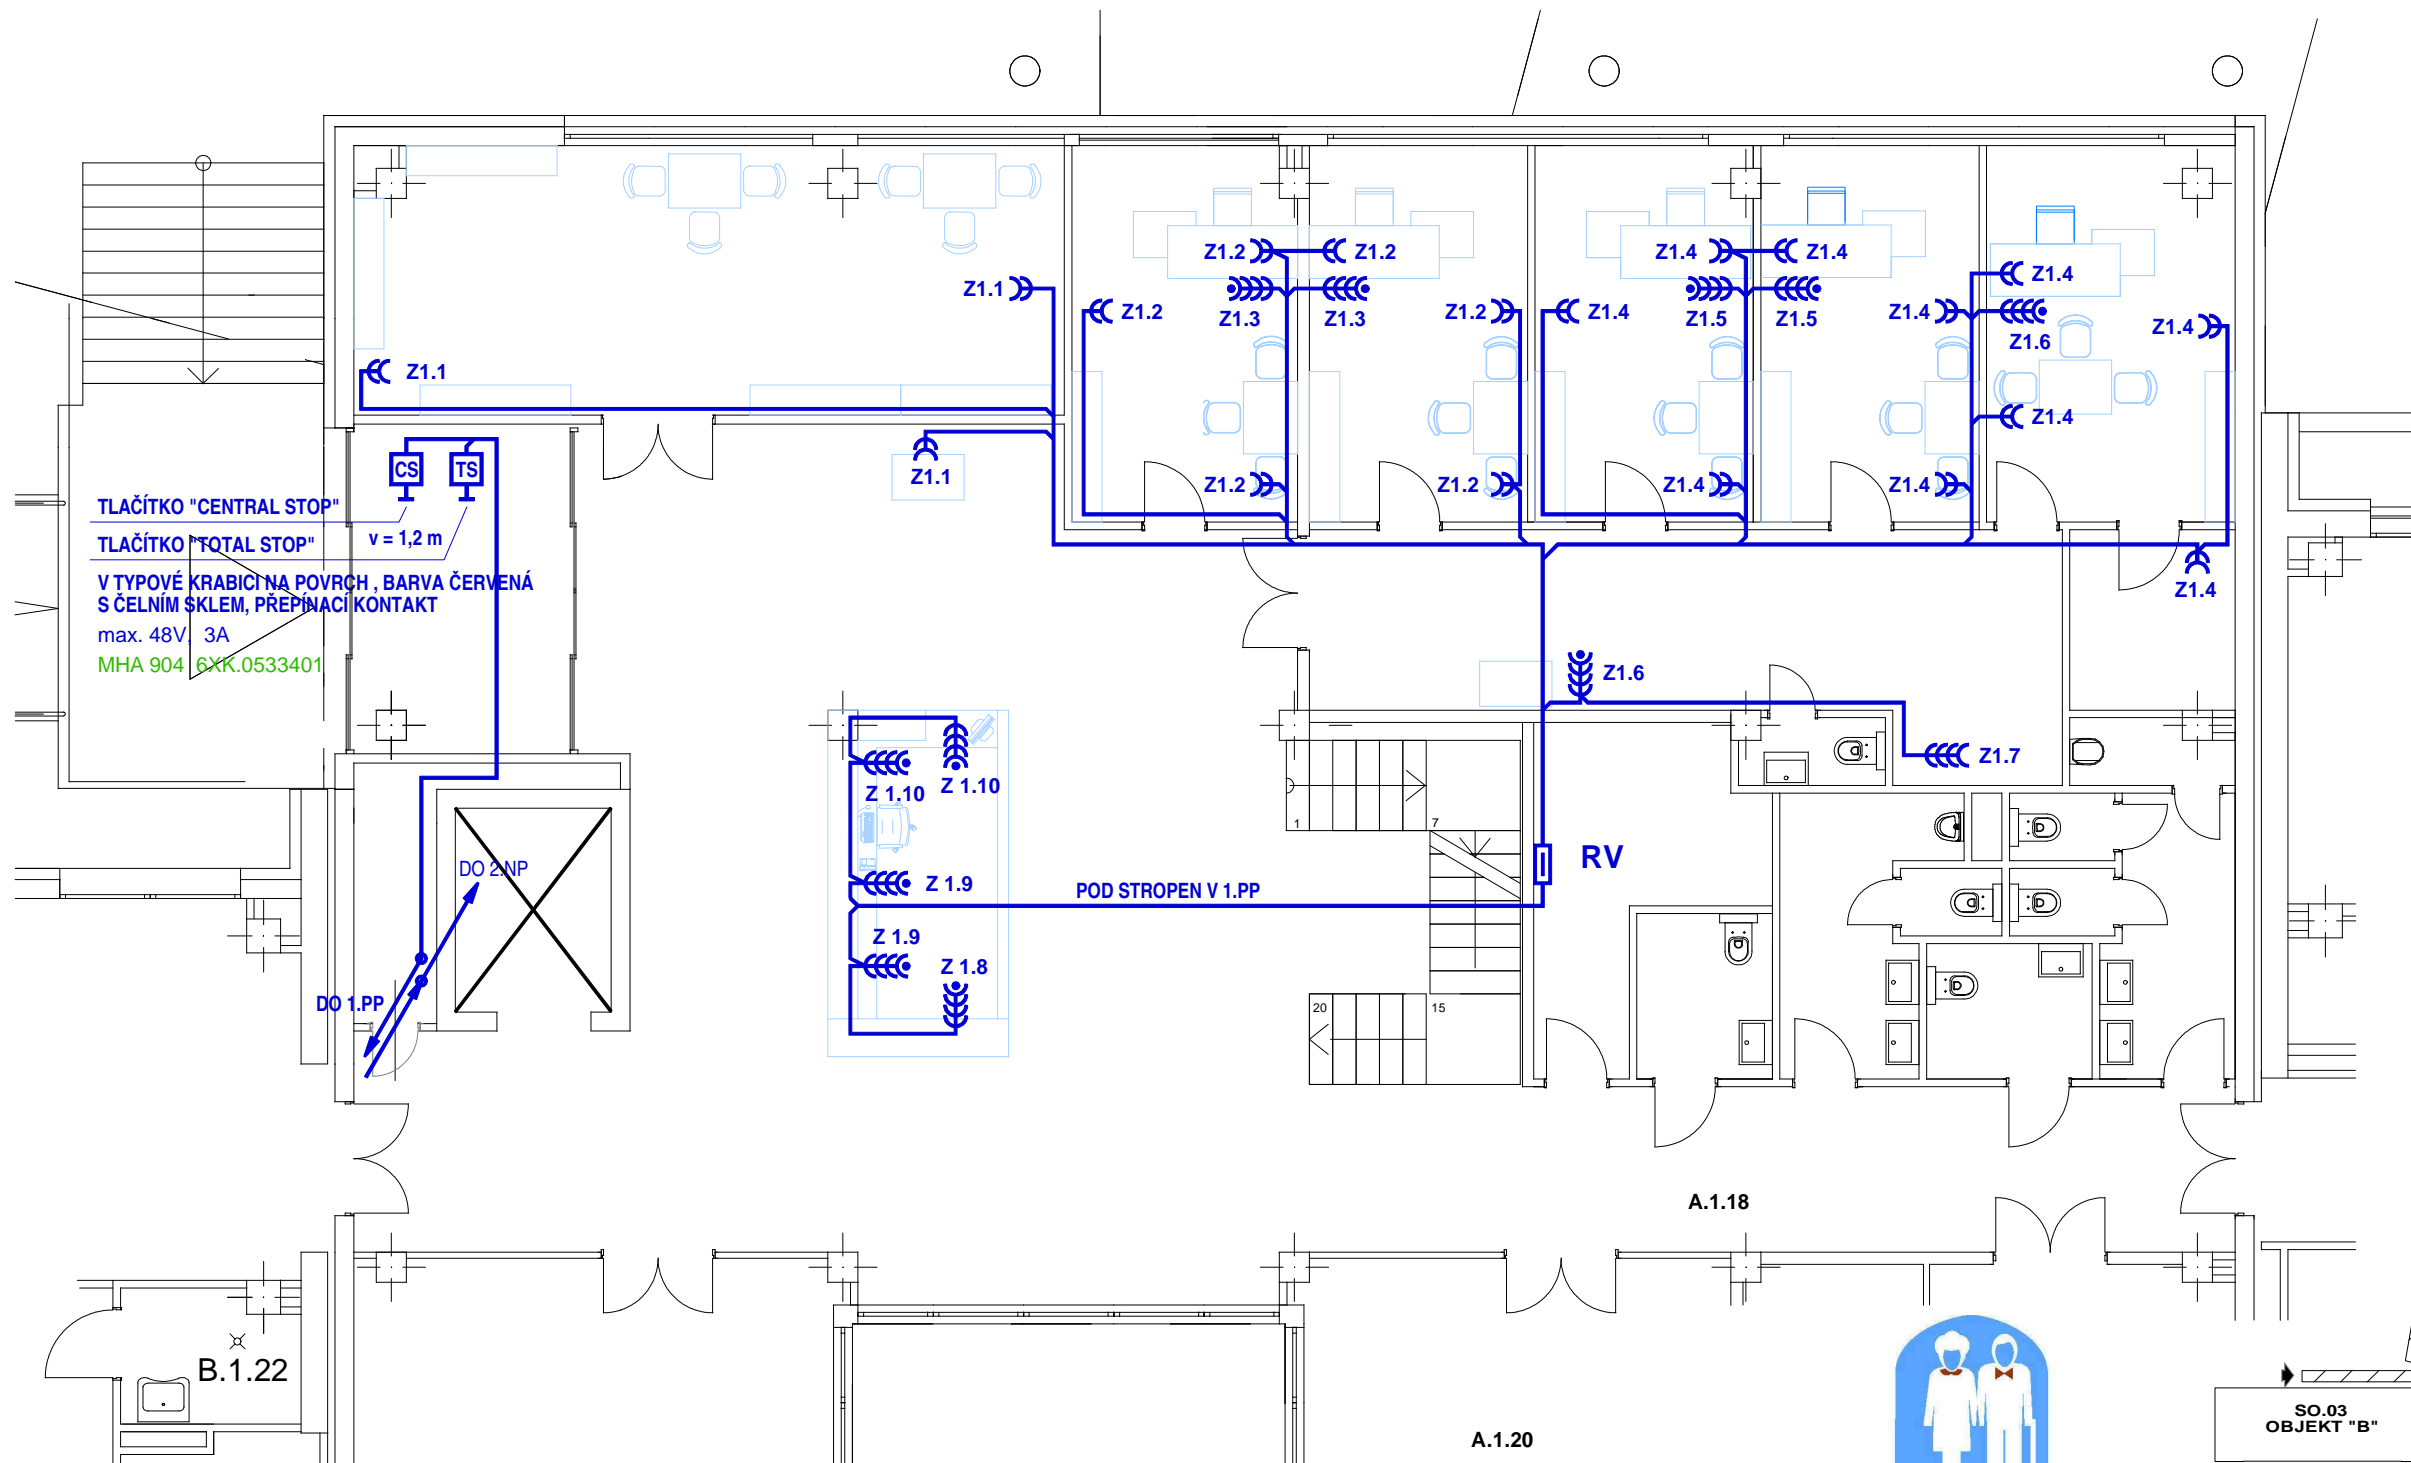 Z1.2
Z1.2
Z1.4
Z1.4
Z1.4
Z1.1
Z1.2
Z1.3
Z1.3
Z1.2
Z1.4
Z1.5
Z1.5
Z1.4
Z1.6
Z1.4
Z1.1
Z1.4
CS
TS
Z1.1
Z1.2
Z1.2
Z1.4
Z1.4
TLAČÍTKO "CENTRAL STOP"
v = 1,2 m
TLAČÍTKO "TOTAL STOP"
V TYPOVÉ KRABICI NA POVRCH , BARVA ČERVENÁ
S ČELNÍM SKLEM, PŘEPÍNACÍ KONTAKT
max. 48V, 3A
MHA 904 6XK.0533401
Z1.4
Z1.6
Z1.7
Z 1.10
Z 1.10
1
7
RV
DO 2.NP
Z 1.9
POD STROPEN V 1.PP
Z 1.9
Z 1.8
DO 1.PP
20
15
A.1.18
B.1.22
A.1.20
SO.03
OBJEKT "B"